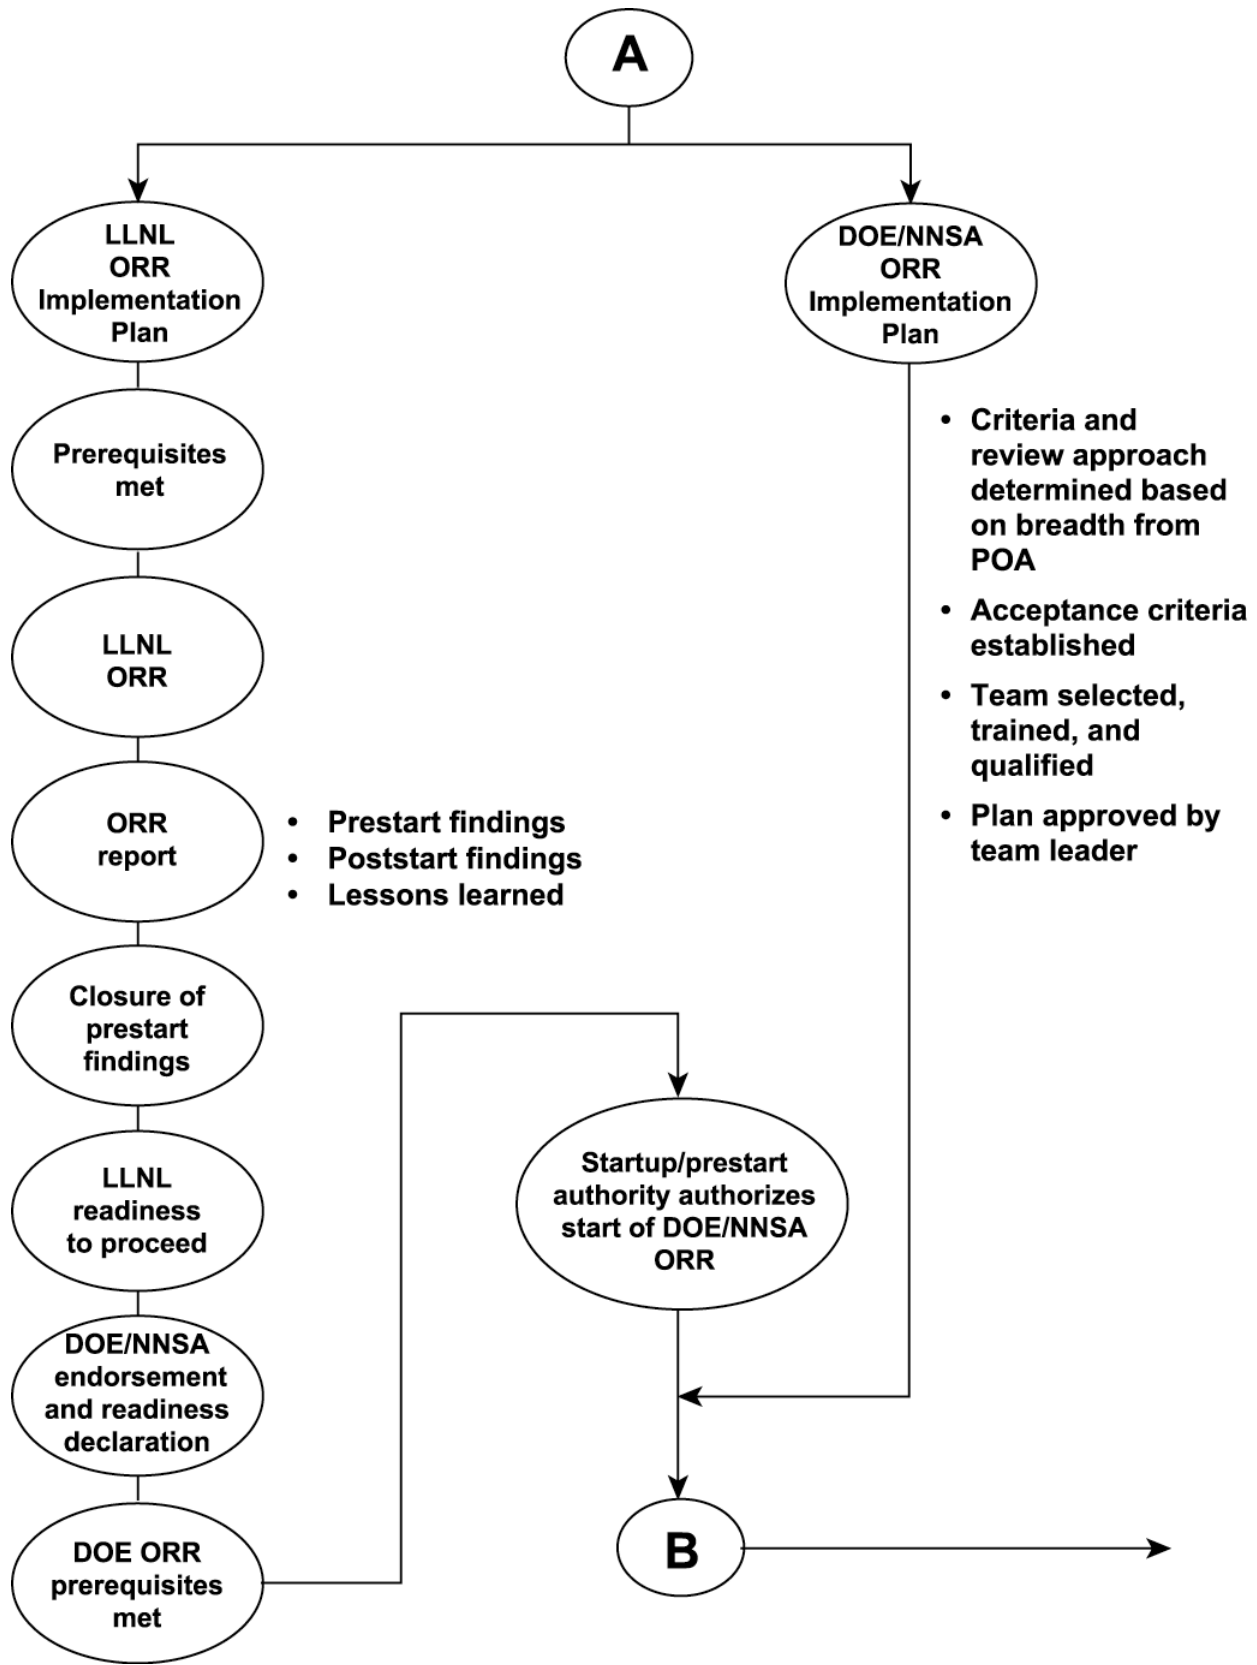 A
LLNL
ORR
Implementation
Plan
DOE/NNSA
ORR
Implementation
Plan
• Criteria and
review approach
determined based
on breadth from
POA
• Acceptance criteria
established
• Team selected,
trained, and
qualified
• Plan approved by
team leader
Prerequisites
met
LLNL
ORR
ORR
report
• Prestart findings
• Poststart findings
• Lessons learned
Closure of
prestart
findings
LLNL
readiness
to proceed
DOE/NNSA
endorsement
and readiness
declaration
DOE ORR
prerequisites
met
Startup/prestart
authority authorizes
start of DOE/NNSA
ORR
B